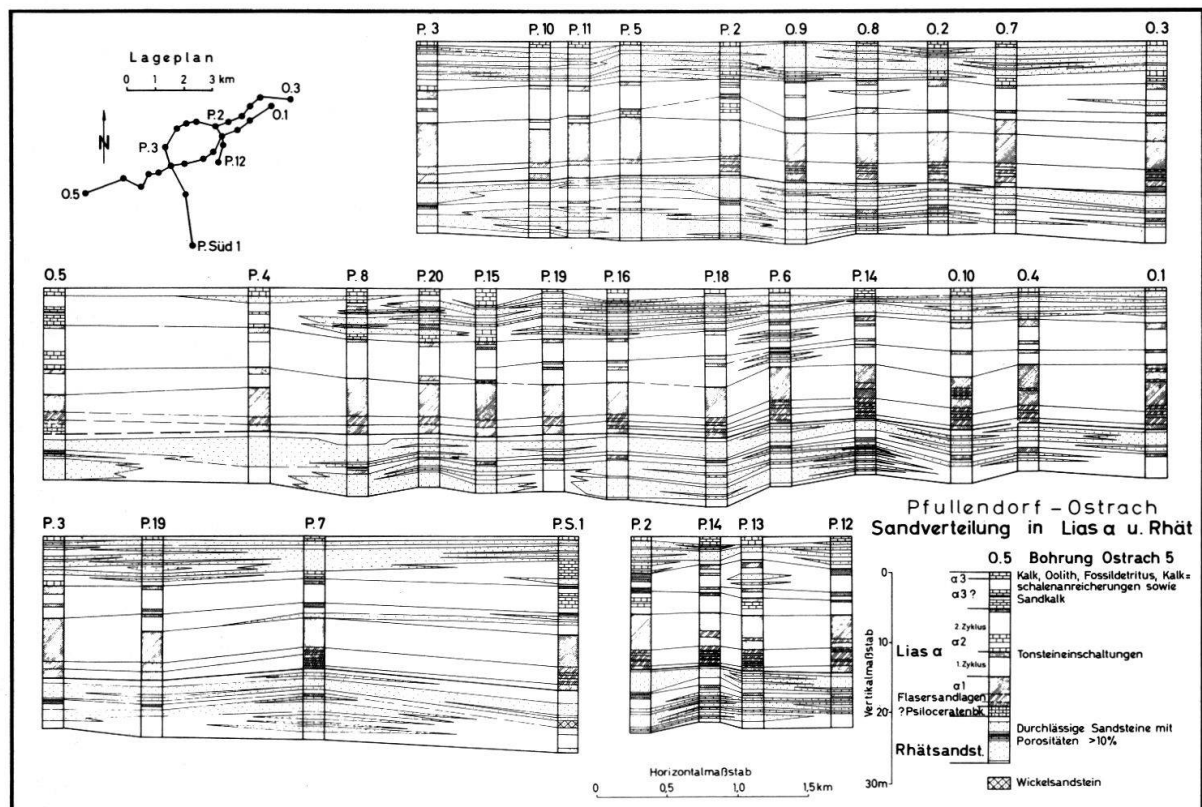 Lageplan
0 1 2 3 km
N
O.3
O.1
P.2
P.12
P.3
O.5
P.Süd 1
P. 3 P. 10 P. 11 P. 5 P. 2 O.9 O.8 O.2 O.7 O.3
O.5 P. 4 P. 8 P. 20 P. 15 P. 19 P. 16 P. 18 P. 6 P. 14 O.10 O. 4 O. 1
P. 3 P.19 P. 7 P.S.1
P. 2 P.14 P.13 P.12
Pfullendorf – Ostrach
Sandverteilung in Lias α u. Rhät
O.5 Bohrung Ostrach 5
Kalk, Oolith, Fossildetritus, Kalk=
schalenanreicherungen sowie
Sandkalk
Tonsteineinschaltungen
Durchlässige Sandsteine mit
Porositäten >10%
Wickelsandstein
α 3
α 3 ?
2. Zyklus
α2
Lias α
1. Zyklus
α1
Flasersandlagen
?Psiloceratenbk.
Rhätsandst.
Vertikalmaßstab
0
10
20
30m
Horizontalmaßstab
0 0,5 1,0 1,5 km